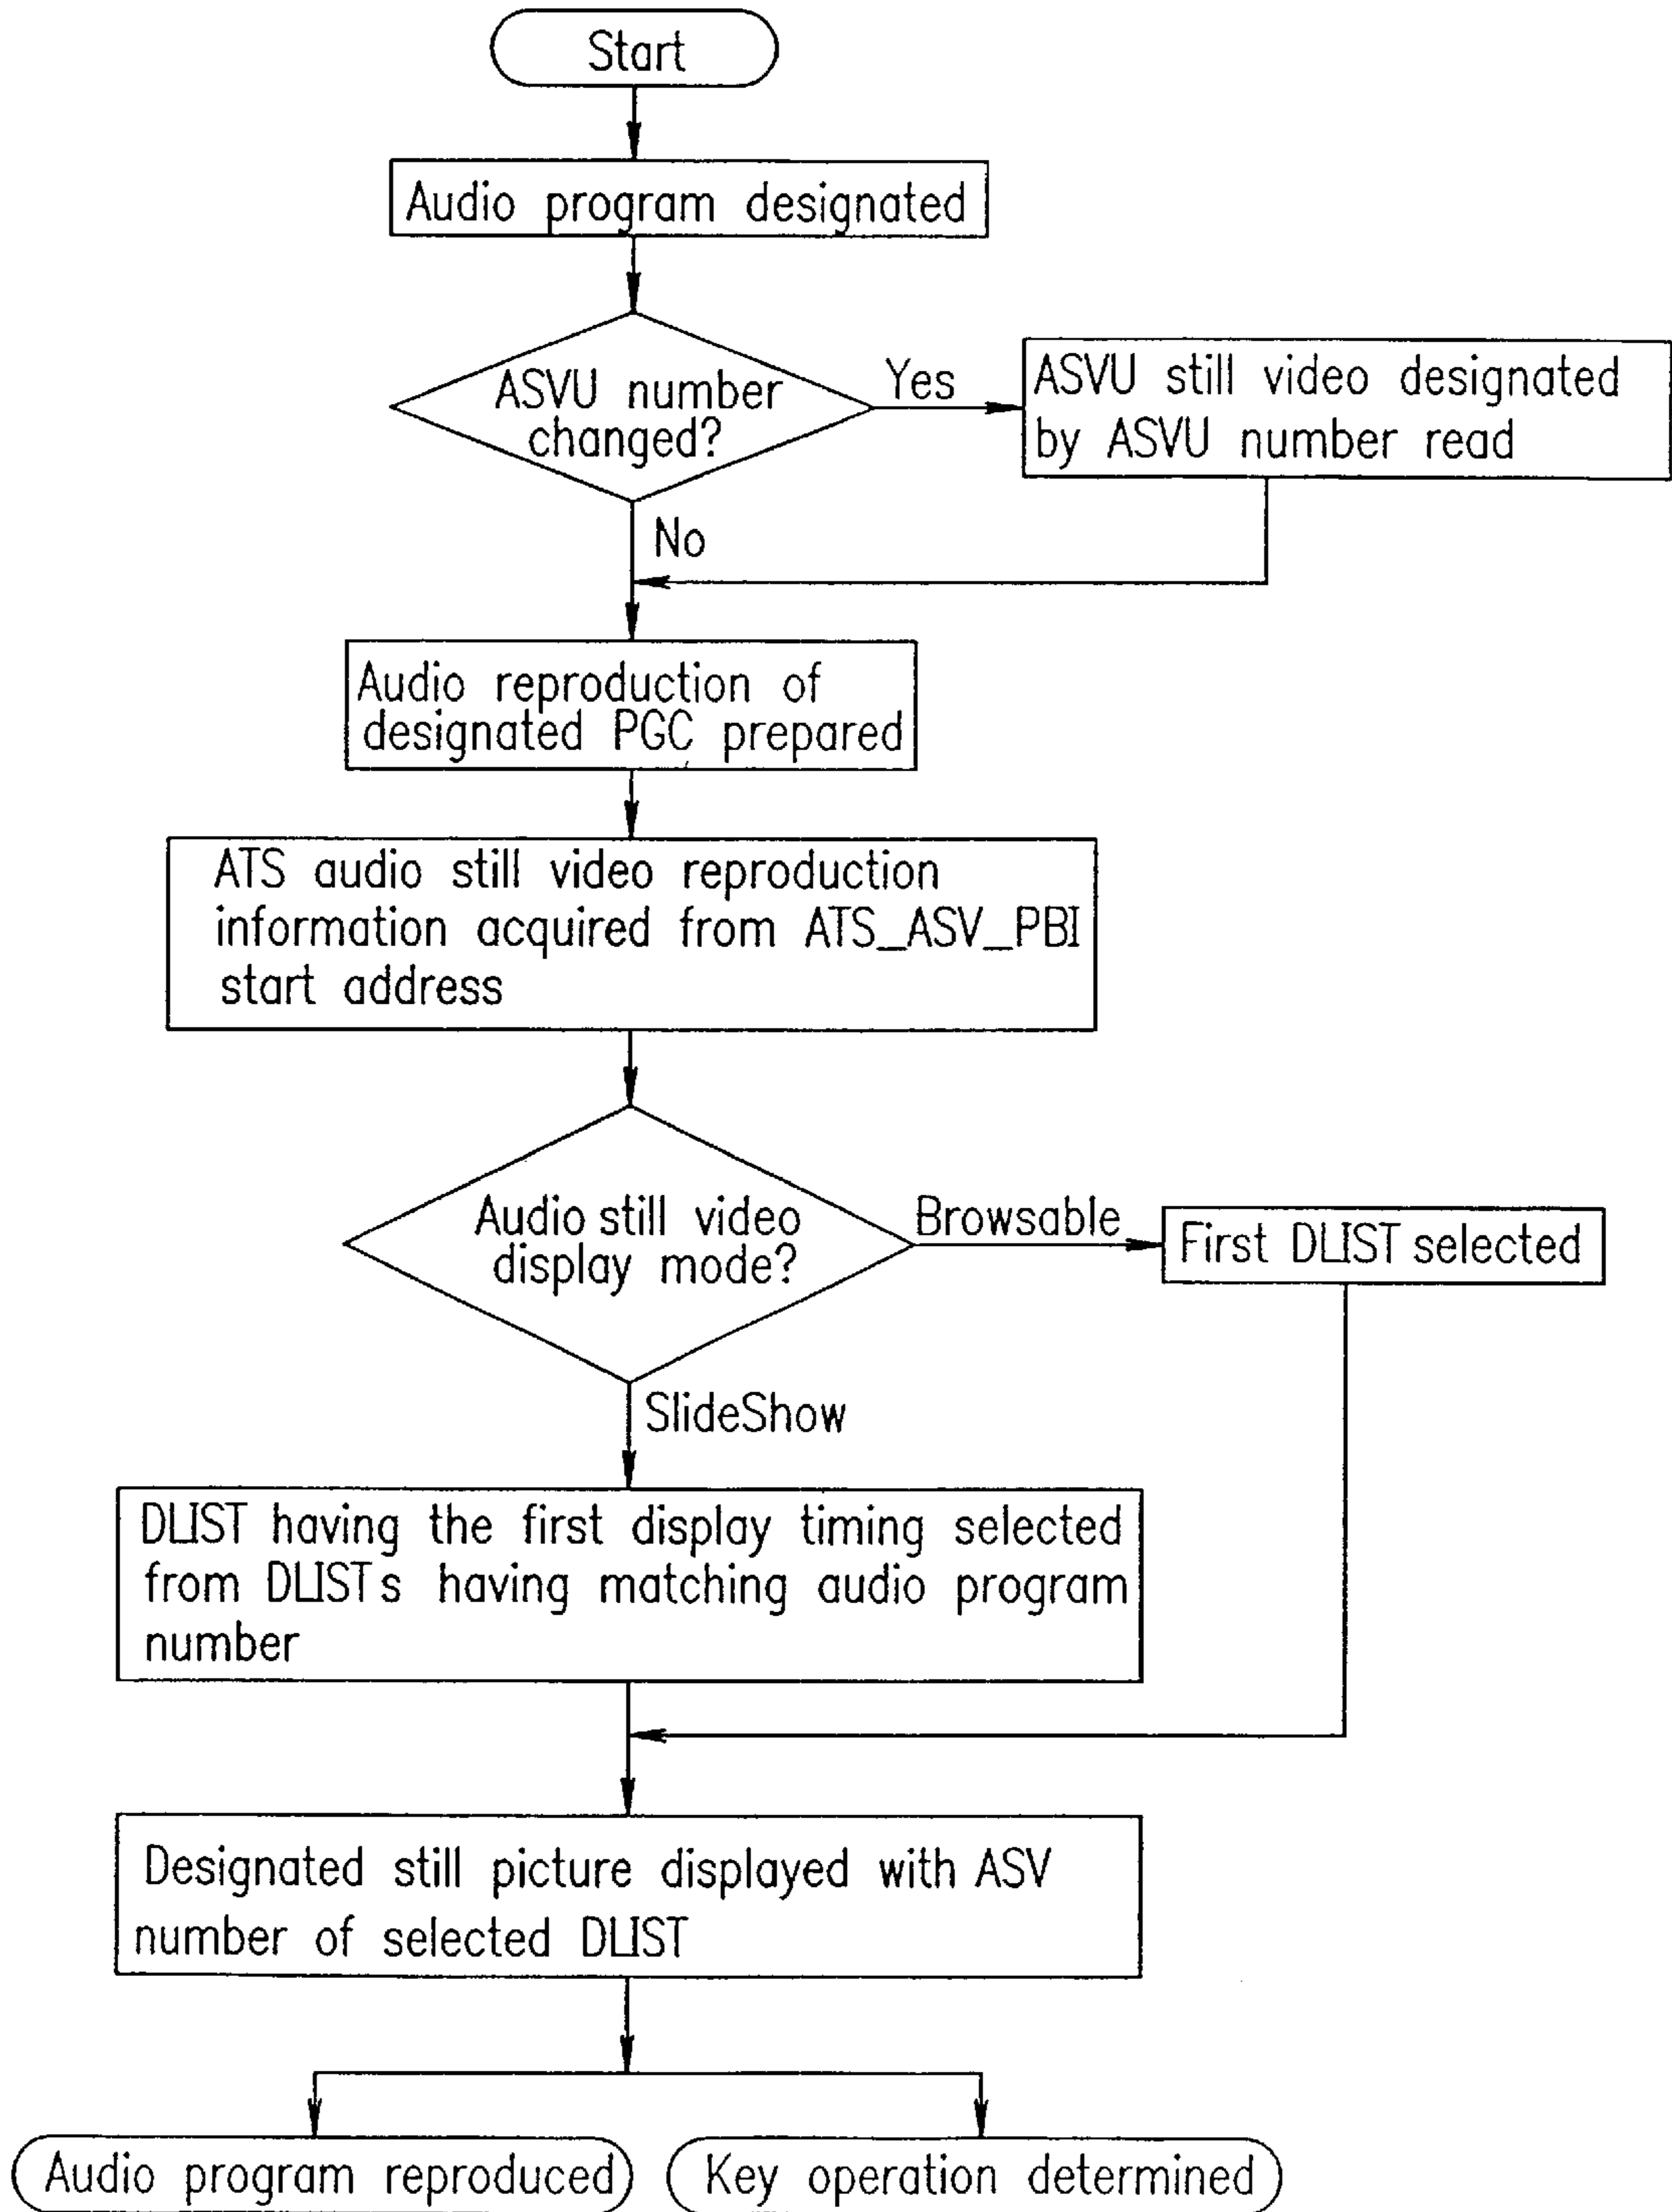 Start
Audio program designated
ASVU number
changed?
Yes
ASVU still video designated
by ASVU number read
No
Audio reproduction of
designated PGC prepared
ATS audio still video reproduction
information acquired from ATS_ASV_PBI
start address
Audio still video
display mode?
Browsable
First DLIST selected
SlideShow
DLIST having the first display timing selected
from DLISTs having matching audio program
number
Designated still picture displayed with ASV
number of selected DLIST
Audio program reproduced
Key operation determined